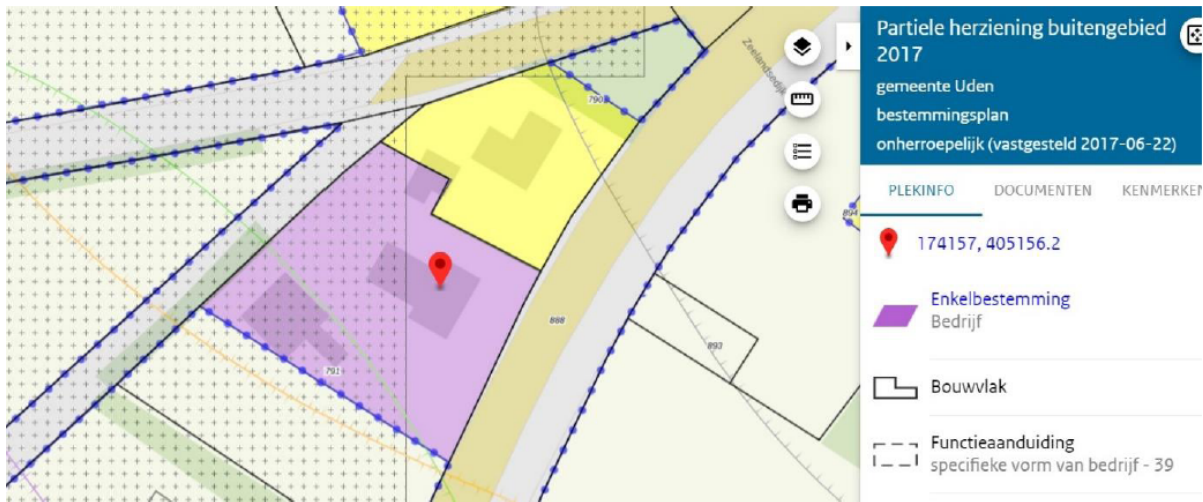 Zeelandsedijk
790
894
888
893
791
Partiele herziening buitengebied
2017
gemeente Uden
bestemmingsplan
onherroepelijk (vastgesteld 2017-06-22)
PLEKINFO DOCUMENTEN KENMERKEN
174157, 405156.2
Enkelbestemming
Bedrijf
Bouwvlak
Functieaanduiding
specifieke vorm van bedrijf - 39